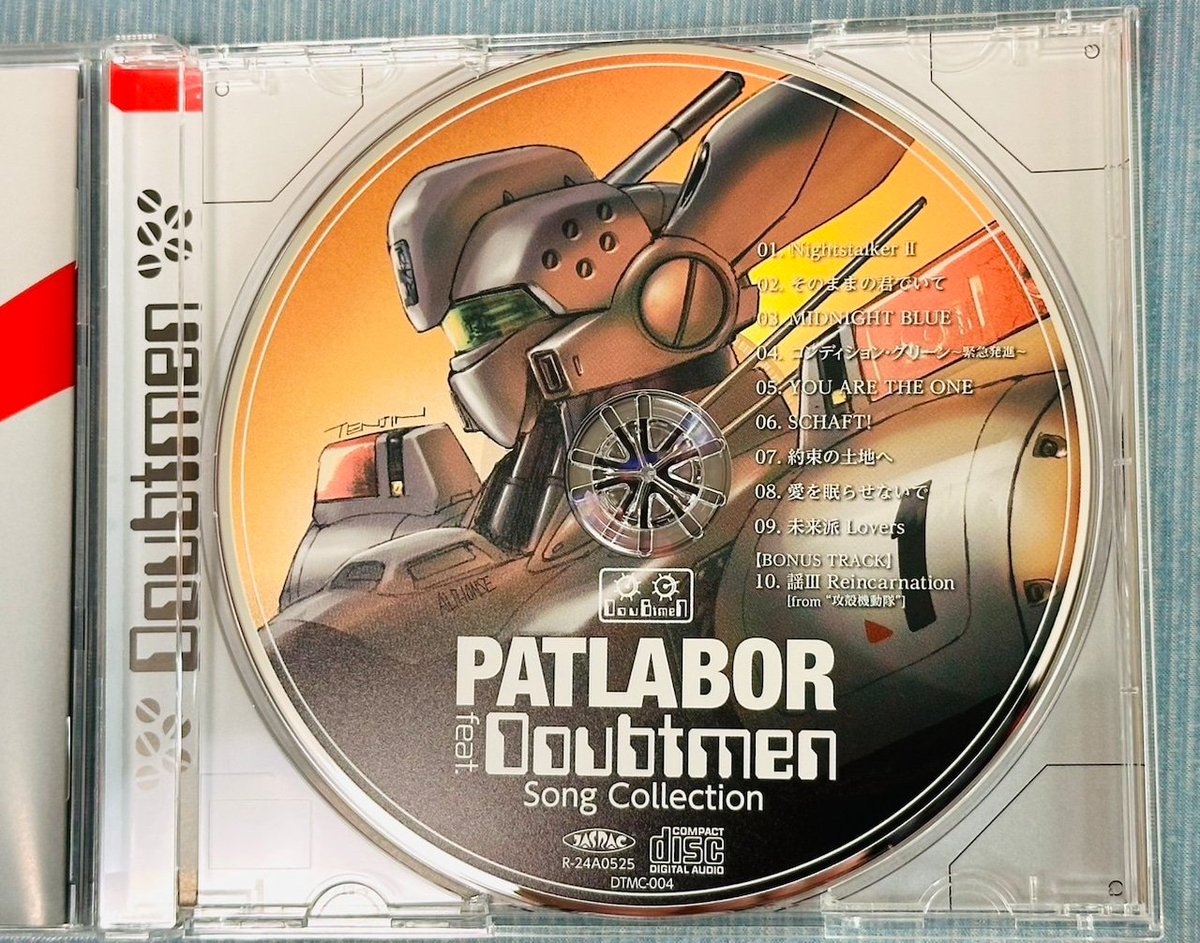 Doubtmen
TENJIN
ALPHONSE
01. Nightstalker II
02. そのままの君でいて
03. MIDNIGHT BLUE
04. コンディション・グリーン～緊急発進～
05. YOU ARE THE ONE
06. SCHAFT!
07. 約束の土地へ
08. 愛を眠らせないで
09. 未来派 Lovers
【BONUS TRACK】
10. 謡III Reincarnation
[from “攻殻機動隊”]
DouBtmeN
PATLABOR
feat. Doubtmen
Song Collection
JASRAC
R-24A0525
COMPACT
disc
DIGITAL AUDIO
DTMC-004